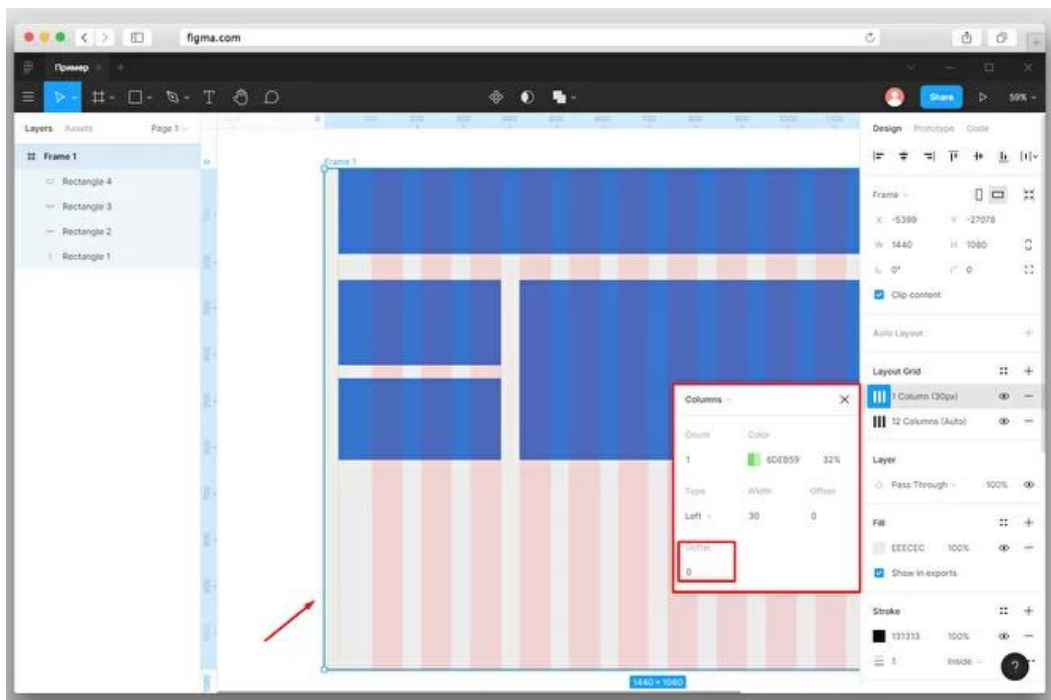 figma.com
Пример
Share
59%
Layers
Assets
Page 1
Design
Prototype
Code
Frame 1
Rectangle 4
Rectangle 3
Rectangle 2
Rectangle 1
Frame 1
Frame
X -5399
Y -27078
W 1440
H 1080
0°
0
Clip content
Auto Layout
Layout Grid
1 Column (30px)
12 Columns (Auto)
Columns
Count
Color
1
6DEB59
32%
Type
Width
Offset
Left
30
0
Gutter
0
Layer
Pass Through
100%
Fill
EEECEC
100%
Show in exports
Stroke
131313
100%
1
Inside
?
1440 × 1080